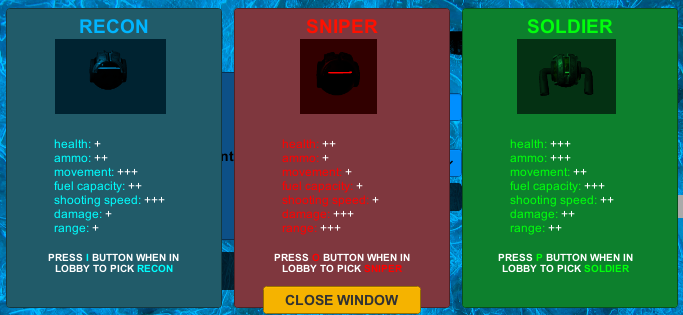 RECON
health: +
ammo: ++
movement: +++
fuel capacity: ++
shooting speed: +++
damage: +
range: +
PRESS I BUTTON WHEN IN
LOBBY TO PICK RECON
SNIPER
health: ++
ammo: +
movement: +
fuel capacity: +
shooting speed: +
damage: +++
range: +++
PRESS O BUTTON WHEN IN
LOBBY TO PICK SNIPER
SOLDIER
health: +++
ammo: +++
movement: ++
fuel capacity: +++
shooting speed: ++
damage: ++
range: ++
PRESS P BUTTON WHEN IN
LOBBY TO PICK SOLDIER
CLOSE WINDOW